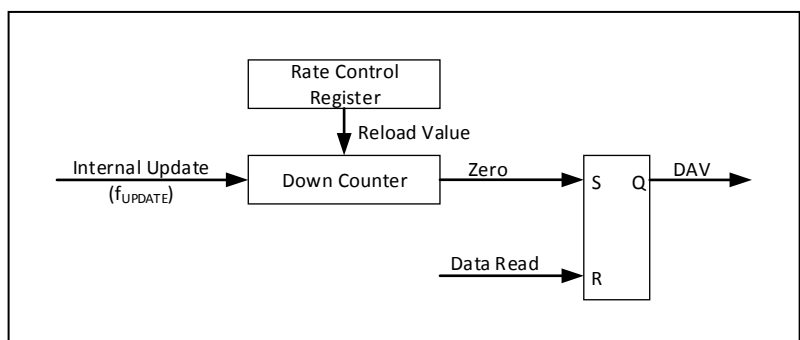 Rate Control
Register
Reload Value
Internal Update
(fUPDATE)
Down Counter
Zero
S
Q
DAV
Data Read
R